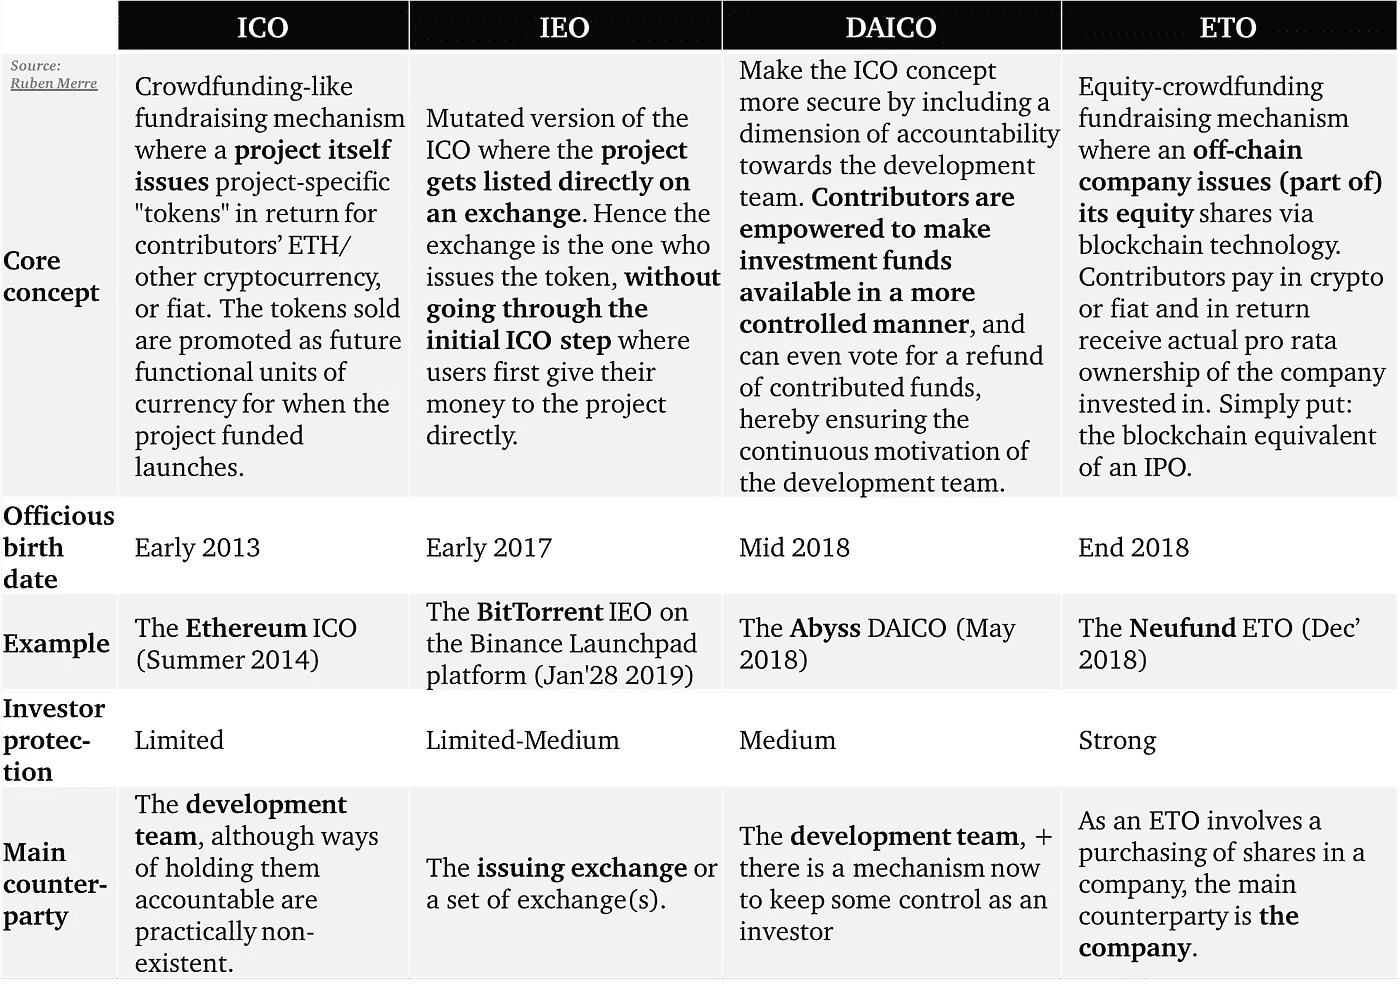 ICO
IEO
DAICO
ETO
Source:
Ruben Merre
Core
concept
Crowdfunding-like
fundraising mechanism
where a project itself
issues project-specific
"tokens" in return for
contributors’ ETH/
other cryptocurrency,
or fiat. The tokens sold
are promoted as future
functional units of
currency for when the
project funded
launches.
Mutated version of the
ICO where the project
gets listed directly on
an exchange. Hence the
exchange is the one who
issues the token, without
going through the
initial ICO step where
users first give their
money to the project
directly.
Make the ICO concept
more secure by including a
dimension of accountability
towards the development
team. Contributors are
empowered to make
investment funds
available in a more
controlled manner, and
can even vote for a refund
of contributed funds,
hereby ensuring the
continuous motivation of
the development team.
Equity-crowdfunding
fundraising mechanism
where an off-chain
company issues (part of)
its equity shares via
blockchain technology.
Contributors pay in crypto
or fiat and in return
receive actual pro rata
ownership of the company
invested in. Simply put:
the blockchain equivalent
of an IPO.
Officious
birth
date
Early 2013
Early 2017
Mid 2018
End 2018
Example
The Ethereum ICO
(Summer 2014)
The BitTorrent IEO on
the Binance Launchpad
platform (Jan'28 2019)
The Abyss DAICO (May
2018)
The Neufund ETO (Dec’
2018)
Investor
protec-
tion
Limited
Limited-Medium
Medium
Strong
Main
counter-
party
The development
team, although ways
of holding them
accountable are
practically non-
existent.
The issuing exchange or
a set of exchange(s).
The development team, +
there is a mechanism now
to keep some control as an
investor
As an ETO involves a
purchasing of shares in a
company, the main
counterparty is the
company.